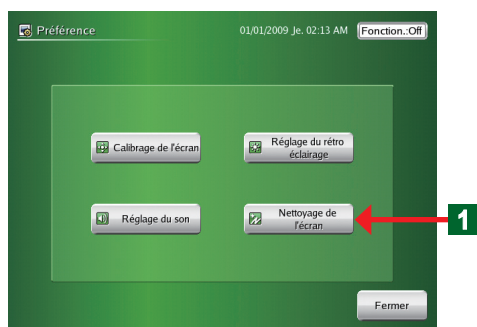 Préférence
01/01/2009 Je. 02:13 AM
Fonction.:Off
Calibrage de l'écran
Réglage du rétro
éclairage
Réglage du son
Nettoyage de
l'écran
1
Fermer